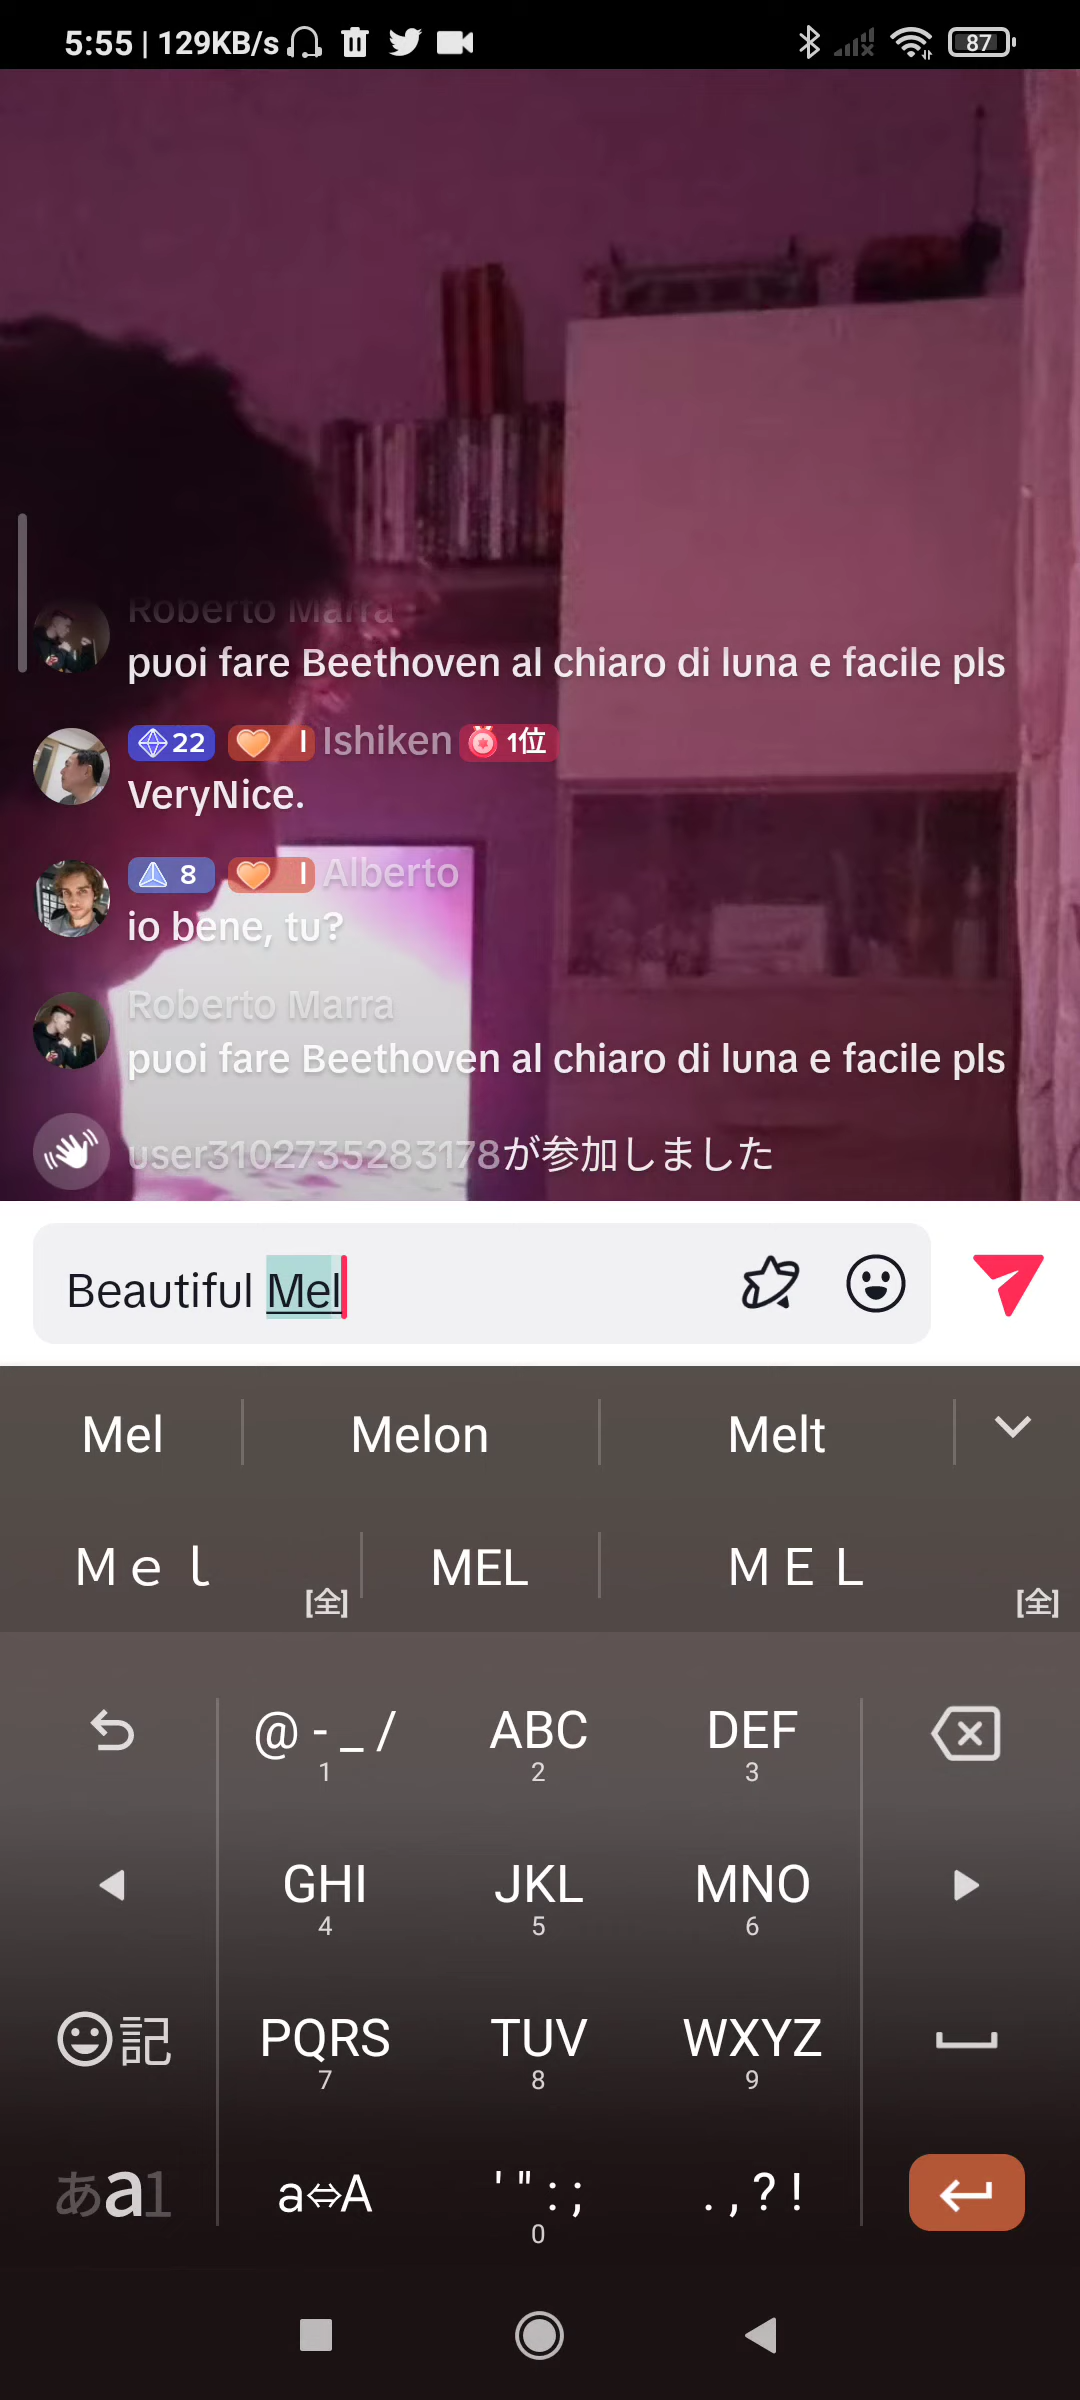 5:55 | 129KB/s
87
Roberto Marra
puoi fare Beethoven al chiaro di luna e facile pls
22 I Ishiken 1位
VeryNice.
8 I Alberto
io bene, tu?
Roberto Marra
puoi fare Beethoven al chiaro di luna e facile pls
user3102735283178が参加しました
Beautiful Mel
Mel Melon Melt
Ｍｅｌ [全] MEL ＭＥＬ [全]
@-_/ ABC DEF
1 2 3
GHI JKL MNO
4 5 6
記 PQRS TUV WXYZ
7 8 9
あa1 a⇔A '":; .,?!
0